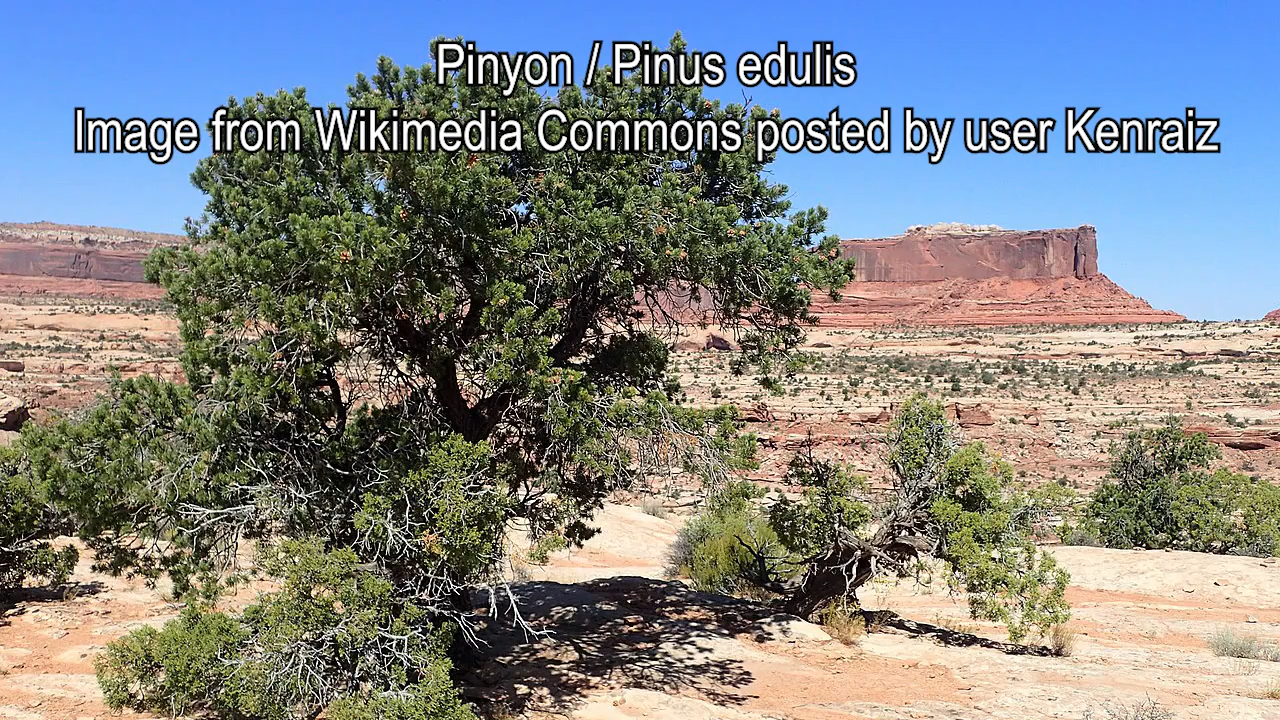 Pinyon / Pinus edulis
Image from Wikimedia Commons posted by user Kenraiz